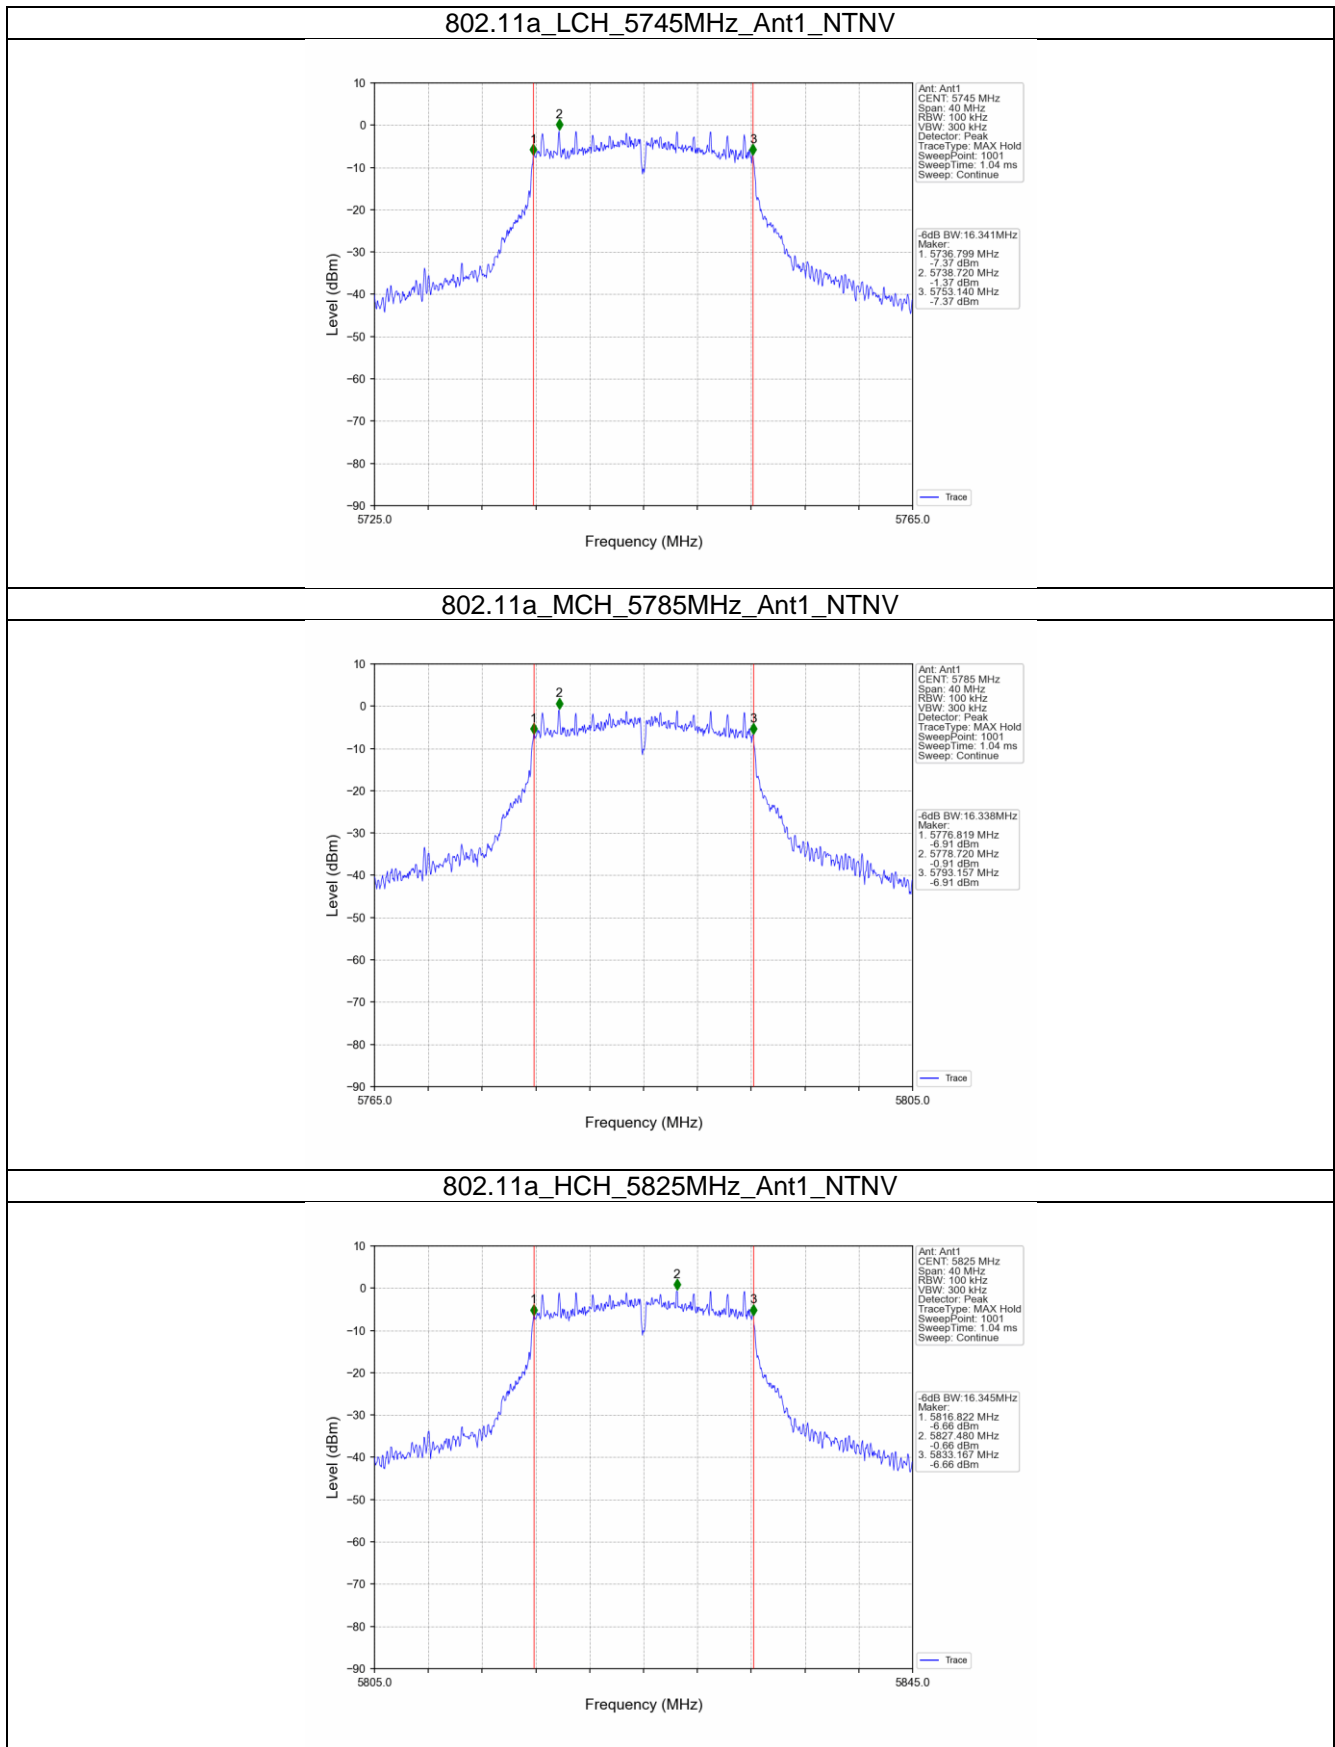 802.11a_LCH_5745MHz_Ant1_NTNV
10
0
−10
−20
−30
−40
−50
−60
−70
−80
−90
Level (dBm)
1
2
3
5725.0
5765.0
Frequency (MHz)
Ant: Ant1
CENT: 5745 MHz
Span: 40 MHz
RBW: 100 kHz
VBW: 300 kHz
Detector: Peak
TraceType: MAX Hold
SweepPoint: 1001
SweepTime: 1.04 ms
Sweep: Continue
-6dB BW:16.341MHz
Maker:
1. 5736.799 MHz
-7.37 dBm
2. 5738.720 MHz
-1.37 dBm
3. 5753.140 MHz
-7.37 dBm
Trace
802.11a_MCH_5785MHz_Ant1_NTNV
10
0
−10
−20
−30
−40
−50
−60
−70
−80
−90
Level (dBm)
1
2
3
5765.0
5805.0
Frequency (MHz)
Ant: Ant1
CENT: 5785 MHz
Span: 40 MHz
RBW: 100 kHz
VBW: 300 kHz
Detector: Peak
TraceType: MAX Hold
SweepPoint: 1001
SweepTime: 1.04 ms
Sweep: Continue
-6dB BW:16.338MHz
Maker:
1. 5776.819 MHz
-6.91 dBm
2. 5778.720 MHz
-0.91 dBm
3. 5793.157 MHz
-6.91 dBm
Trace
802.11a_HCH_5825MHz_Ant1_NTNV
10
0
−10
−20
−30
−40
−50
−60
−70
−80
−90
Level (dBm)
1
2
3
5805.0
5845.0
Frequency (MHz)
Ant: Ant1
CENT: 5825 MHz
Span: 40 MHz
RBW: 100 kHz
VBW: 300 kHz
Detector: Peak
TraceType: MAX Hold
SweepPoint: 1001
SweepTime: 1.04 ms
Sweep: Continue
-6dB BW:16.345MHz
Maker:
1. 5816.822 MHz
-6.66 dBm
2. 5827.480 MHz
-0.66 dBm
3. 5833.167 MHz
-6.66 dBm
Trace